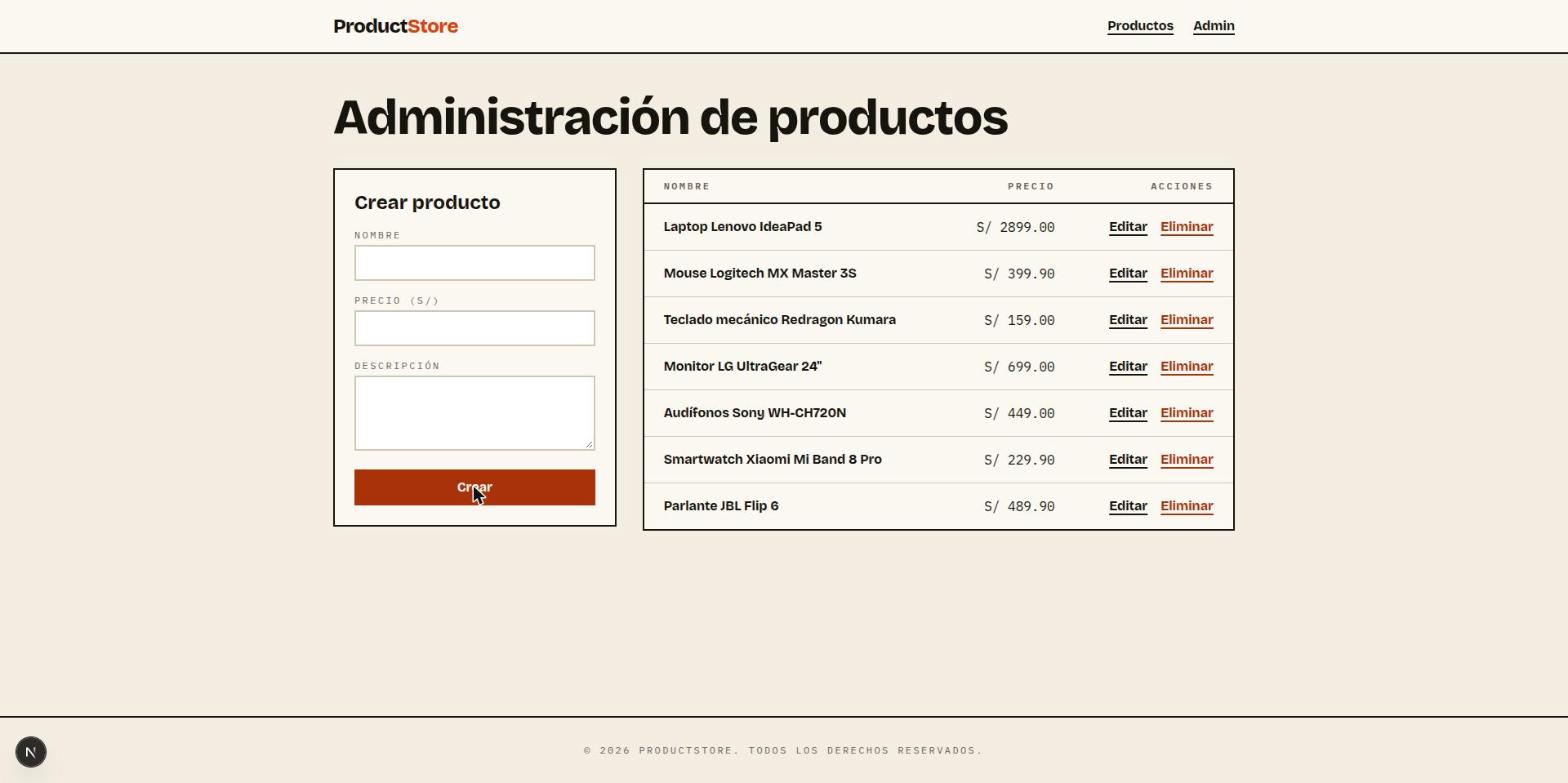 ProductStore
Productos Admin
Administración de productos
Crear producto
NOMBRE
PRECIO (S/)
DESCRIPCIÓN
Crear
NOMBRE PRECIO ACCIONES
Laptop Lenovo IdeaPad 5 S/ 2899.00 Editar Eliminar
Mouse Logitech MX Master 3S S/ 399.90 Editar Eliminar
Teclado mecánico Redragon Kumara S/ 159.00 Editar Eliminar
Monitor LG UltraGear 24" S/ 699.00 Editar Eliminar
Audífonos Sony WH-CH720N S/ 449.00 Editar Eliminar
Smartwatch Xiaomi Mi Band 8 Pro S/ 229.90 Editar Eliminar
Parlante JBL Flip 6 S/ 489.90 Editar Eliminar
© 2026 PRODUCTSTORE. TODOS LOS DERECHOS RESERVADOS.
N